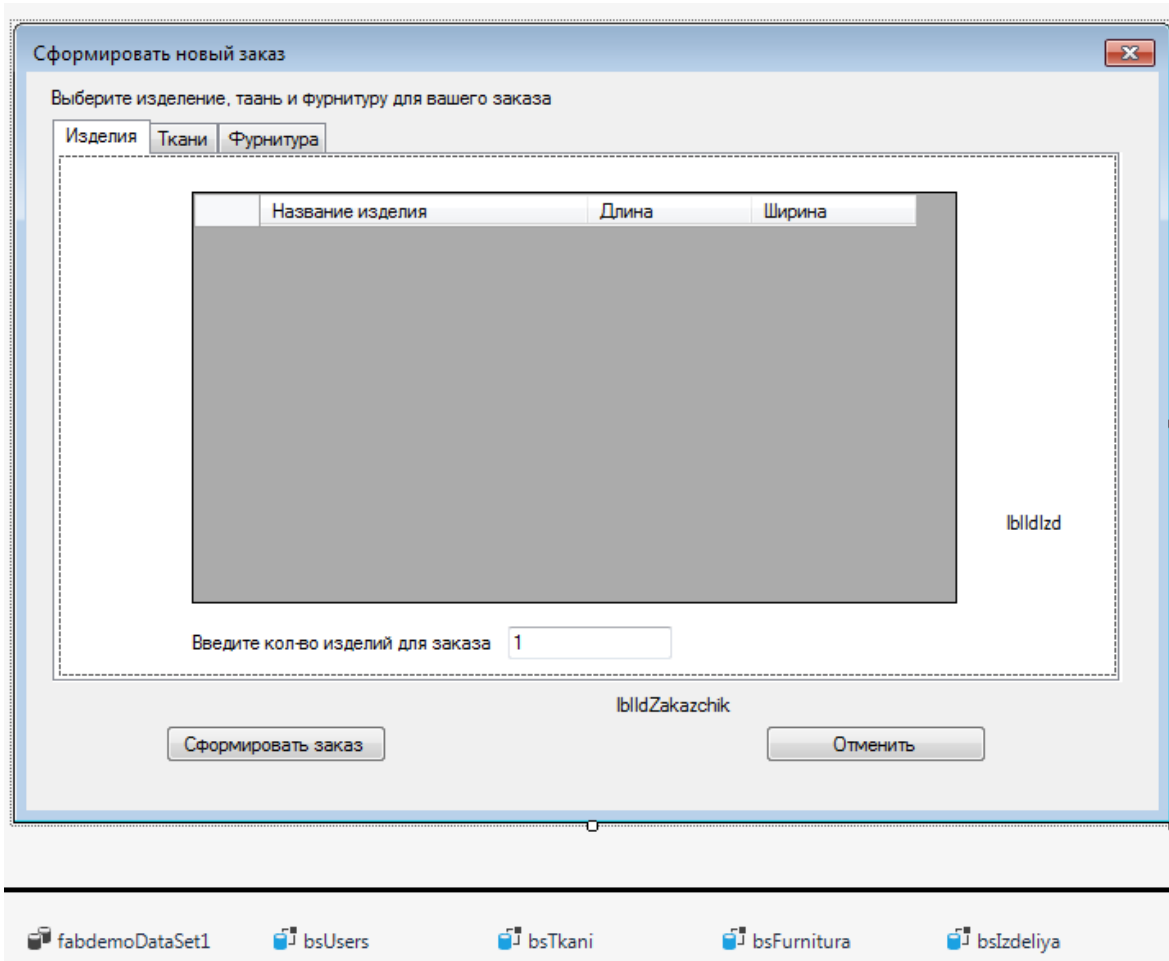 Сформировать новый заказ
Выберите изделение, таань и фурнитуру для вашего заказа
Изделия Ткани Фурнитура
Название изделия Длина Ширина
lblIdIzd
Введите кол-во изделий для заказа 1
lblIdZakazchik
Сформировать заказ Отменить
fabdemoDataSet1 bsUsers bsTkani bsFurnitura bsIzdeliya